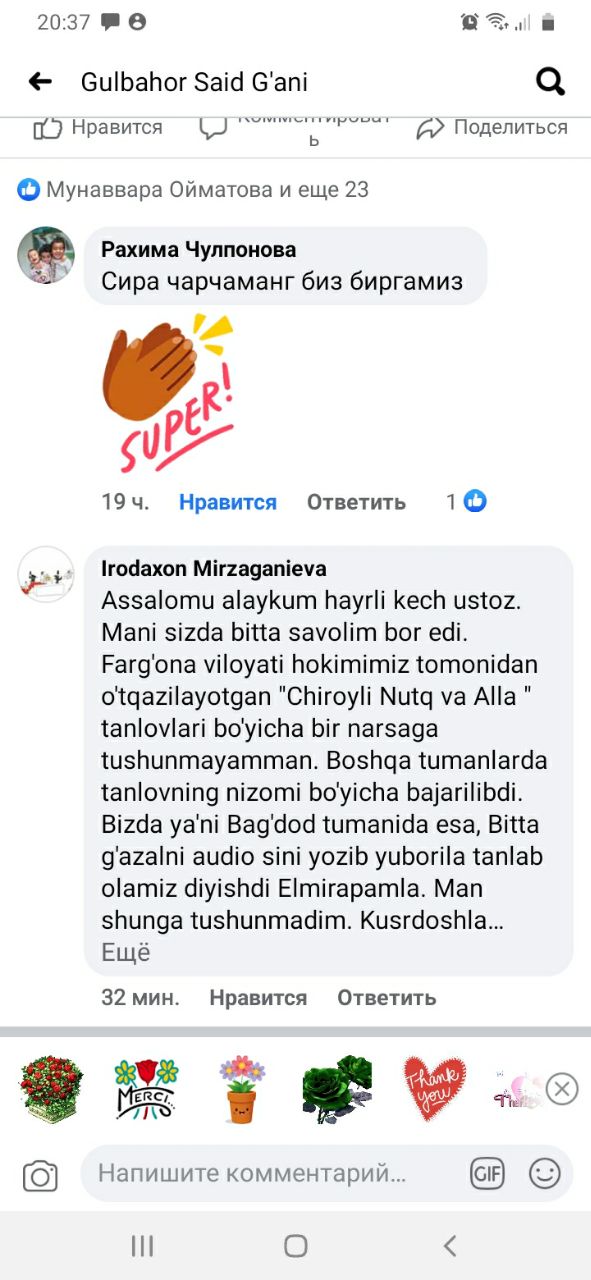 20:37
Gulbahor Said G'ani
Нравится
Комментироват
ь
Поделиться
Мунаввара Ойматова и еще 23
Рахима Чулпонова
Сира чарчаманг биз биргамиз
SUPER!
19 ч. Нравится Ответить 1
Irodaxon Mirzaganieva
Assalomu alaykum hayrli kech ustoz.
Mani sizda bitta savolim bor edi.
Farg'ona viloyati hokimimiz tomonidan
o'tqazilayotgan "Chiroyli Nutq va Alla "
tanlovlari bo'yicha bir narsaga
tushunmayamman. Boshqa tumanlarda
tanlovning nizomi bo'yicha bajarilibdi.
Bizda ya'ni Bag'dod tumanida esa, Bitta
g'azalni audio sini yozib yuborila tanlab
olamiz diyishdi Elmirapamla. Man
shunga tushunmadim. Kusrdoshla...
Ещё
32 мин. Нравится Ответить
MERCI...
Thank
you
Напишите комментарий...
GIF